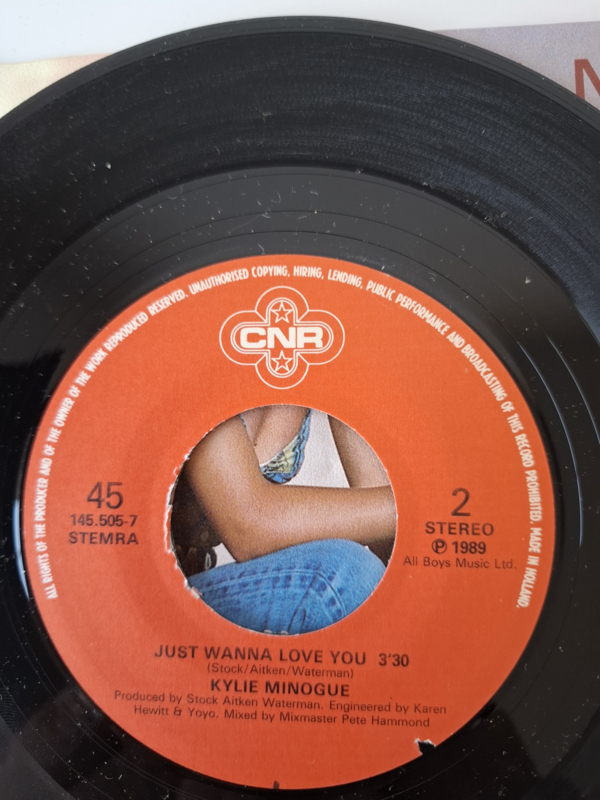 N
ALL RIGHTS OF THE PRODUCER AND OF THE OWNER OF THE WORK REPRODUCED RESERVED. UNAUTHORISED COPYING, HIRING, LENDING, PUBLIC PERFORMANCE AND BROADCASTING OF THIS RECORD PROHIBITED. MADE IN HOLLAND.
CNR
45
145.505-7
STEMRA
2
STEREO
Ⓟ 1989
All Boys Music Ltd.
JUST WANNA LOVE YOU 3'30
(Stock/Aitken/Waterman)
KYLIE MINOGUE
Produced by Stock Aitken Waterman. Engineered by Karen
Hewitt & Yoyo. Mixed by Mixmaster Pete Hammond